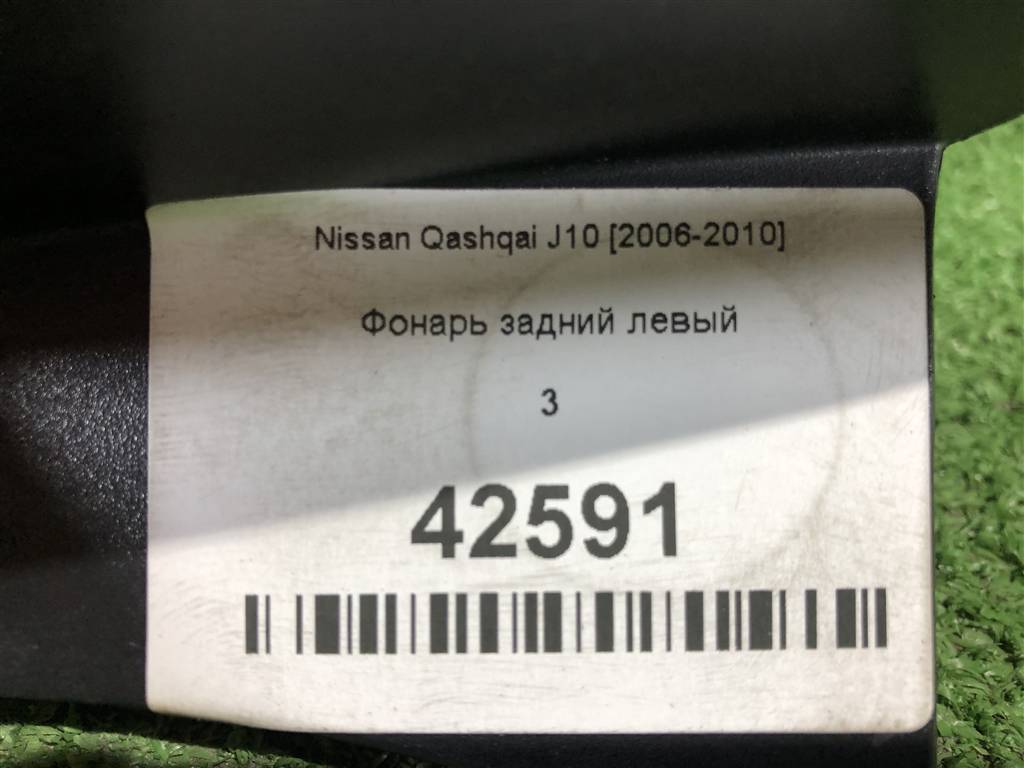 Nissan Qashqai J10 [2006-2010]
Фонарь задний левый
3
42591